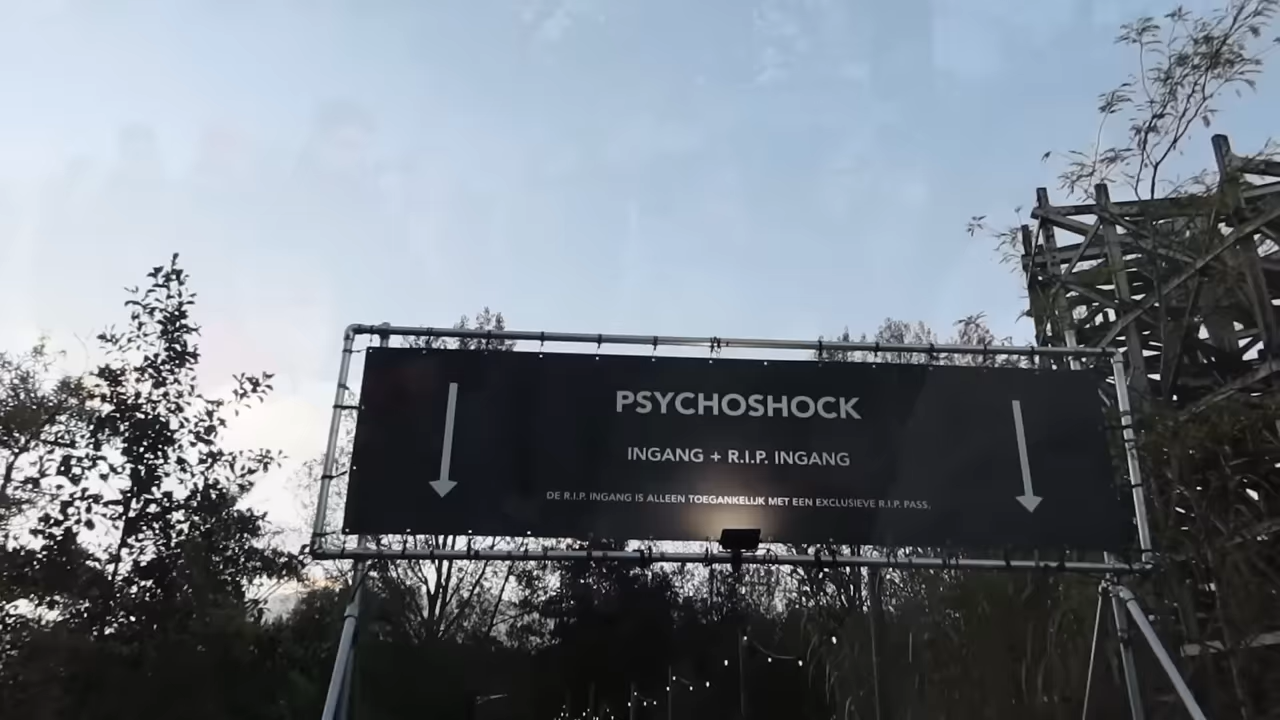 PSYCHOSHOCK
INGANG + R.I.P. INGANG
DE R.I.P. INGANG IS ALLEEN TOEGANKELIJK MET EEN EXCLUSIEVE R.I.P. PASS.